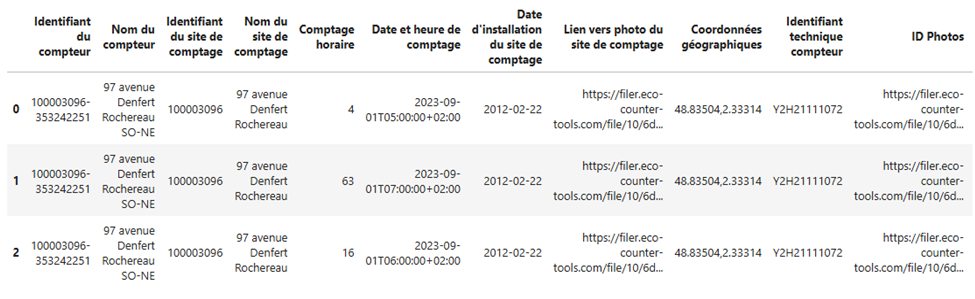 Identifiant du compteur Nom du compteur Identifiant du site de comptage Nom du site de comptage Comptage horaire Date et heure de comptage Date d'installation du site de comptage Lien vers photo du site de comptage Coordonnées géographiques Identifiant technique compteur ID Photos
0 100003096-353242251 97 avenue Denfert Rochereau SO-NE 100003096 97 avenue Denfert Rochereau 4 2023-09-01T05:00:00+02:00 2012-02-22 https://filer.eco-counter-tools.com/file/10/6d... 48.83504,2.33314 Y2H21111072 https://filer.eco-counter-tools.com/file/10/6d...
1 100003096-353242251 97 avenue Denfert Rochereau SO-NE 100003096 97 avenue Denfert Rochereau 63 2023-09-01T07:00:00+02:00 2012-02-22 https://filer.eco-counter-tools.com/file/10/6d... 48.83504,2.33314 Y2H21111072 https://filer.eco-counter-tools.com/file/10/6d...
2 100003096-353242251 97 avenue Denfert Rochereau SO-NE 100003096 97 avenue Denfert Rochereau 16 2023-09-01T06:00:00+02:00 2012-02-22 https://filer.eco-counter-tools.com/file/10/6d... 48.83504,2.33314 Y2H21111072 https://filer.eco-counter-tools.com/file/10/6d...